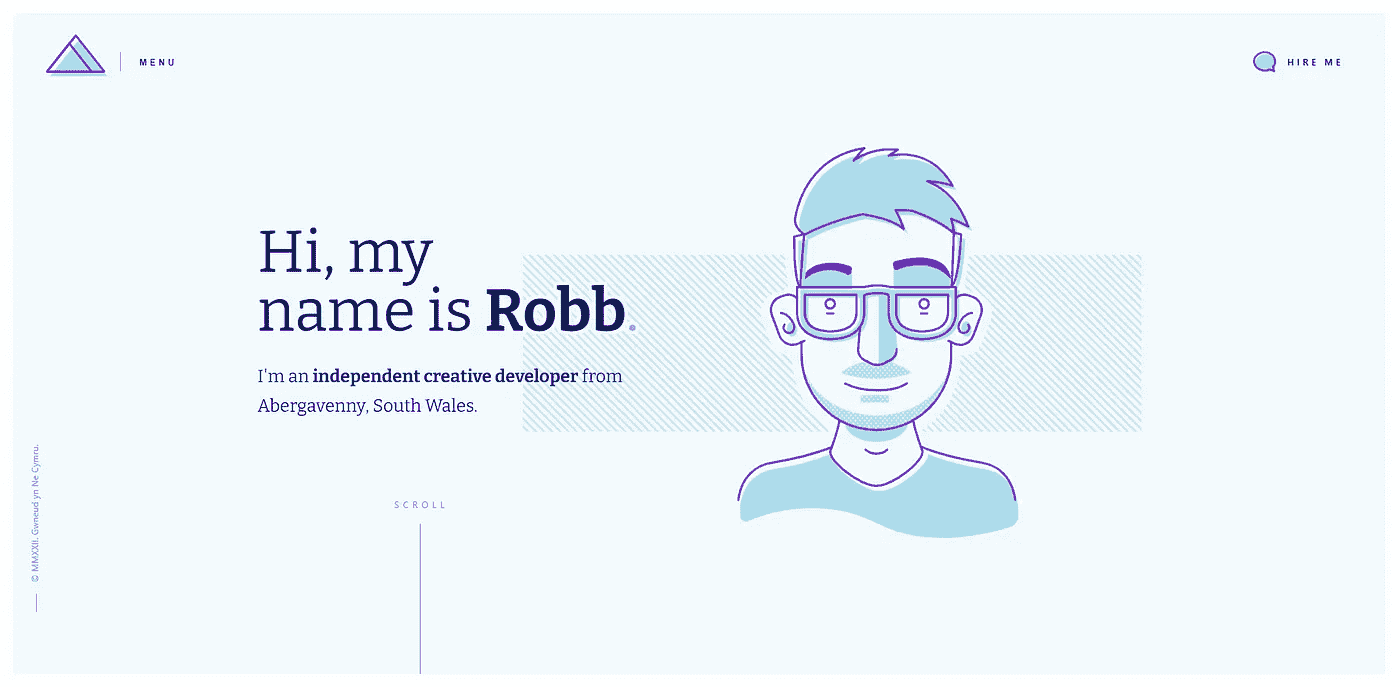 MENU
HIRE ME
Hi, my
name is Robb.
I'm an independent creative developer from
Abergavenny, South Wales.
SCROLL
© MMXXII. Gwneud yn Ne Cymru.